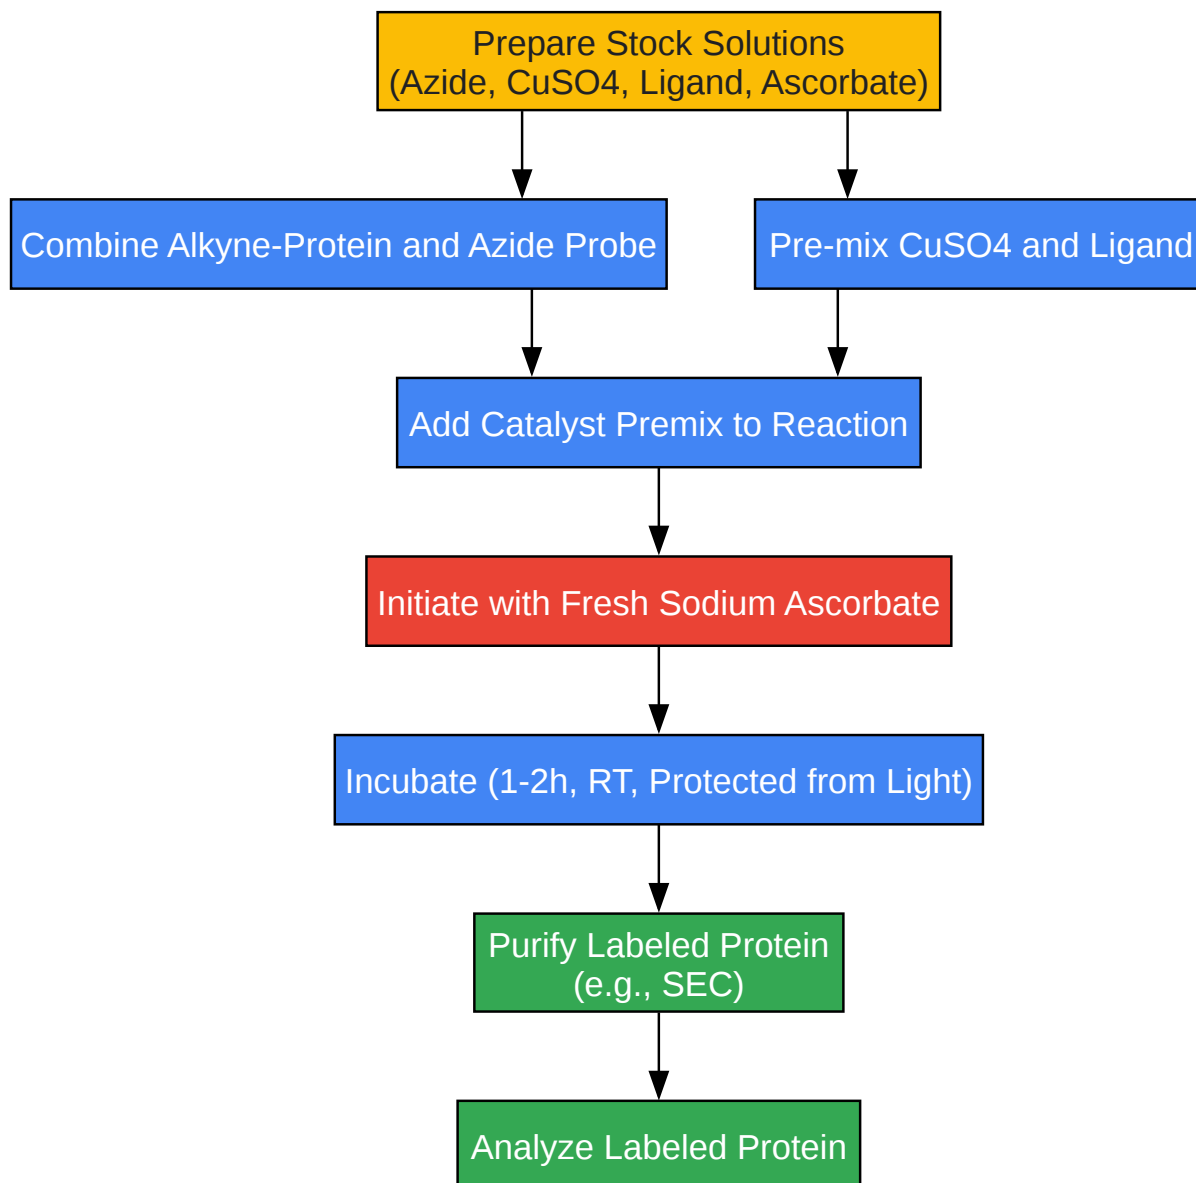 Prepare Stock Solutions
(Azide, CuSO4, Ligand, Ascorbate)
Combine Alkyne-Protein and Azide Probe
Pre-mix CuSO4 and Ligand
Add Catalyst Premix to Reaction
Initiate with Fresh Sodium Ascorbate
Incubate (1-2h, RT, Protected from Light)
Purify Labeled Protein
(e.g., SEC)
Analyze Labeled Protein